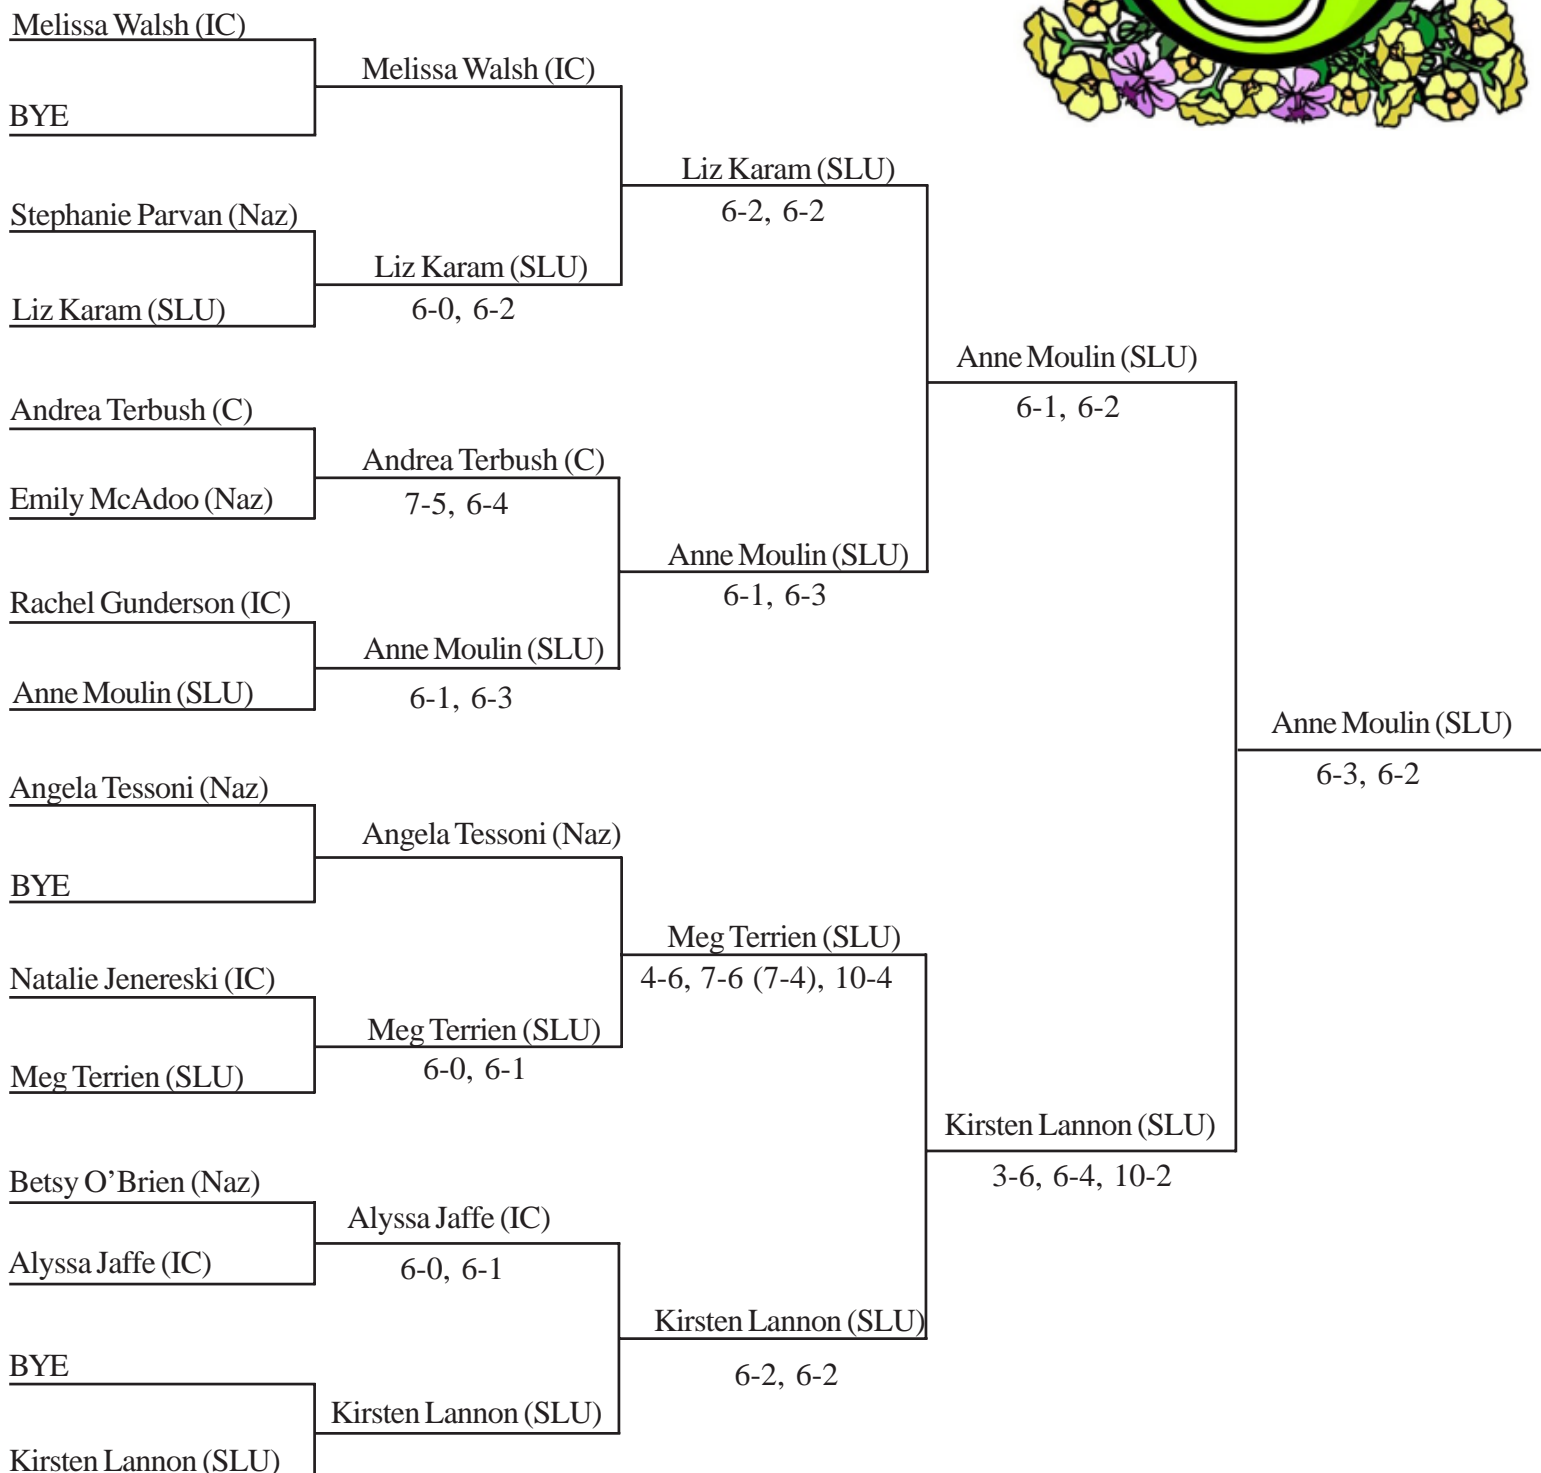 Melissa Walsh (IC)
BYE
Stephanie Parvan (Naz)
Liz Karam (SLU)
Andrea Terbush (C)
Emily McAdoo (Naz)
Rachel Gunderson (IC)
Anne Moulin (SLU)
Angela Tessoni (Naz)
BYE
Natalie Jenereski (IC)
Meg Terrien (SLU)
Betsy O’Brien (Naz)
Alyssa Jaffe (IC)
BYE
Kirsten Lannon (SLU)
Melissa Walsh (IC)
Liz Karam (SLU)
6-0, 6-2
Andrea Terbush (C)
7-5, 6-4
Anne Moulin (SLU)
6-1, 6-3
Angela Tessoni (Naz)
Meg Terrien (SLU)
6-0, 6-1
Alyssa Jaffe (IC)
6-0, 6-1
Kirsten Lannon (SLU)
Liz Karam (SLU)
6-2, 6-2
Anne Moulin (SLU)
6-1, 6-3
Meg Terrien (SLU)
4-6, 7-6 (7-4), 10-4
Kirsten Lannon (SLU)
6-2, 6-2
Anne Moulin (SLU)
6-1, 6-2
Kirsten Lannon (SLU)
3-6, 6-4, 10-2
Anne Moulin (SLU)
6-3, 6-2